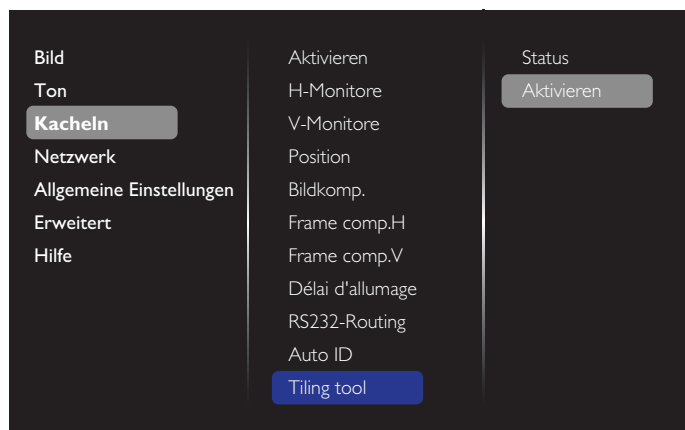 Bild
Ton
Kacheln
Netzwerk
Allgemeine Einstellungen
Erweitert
Hilfe
Aktivieren
H-Monitore
V-Monitore
Position
Bildkomp.
Frame comp.H
Frame comp.V
Délai d'allumage
RS232-Routing
Auto ID
Tiling tool
Status
Aktivieren